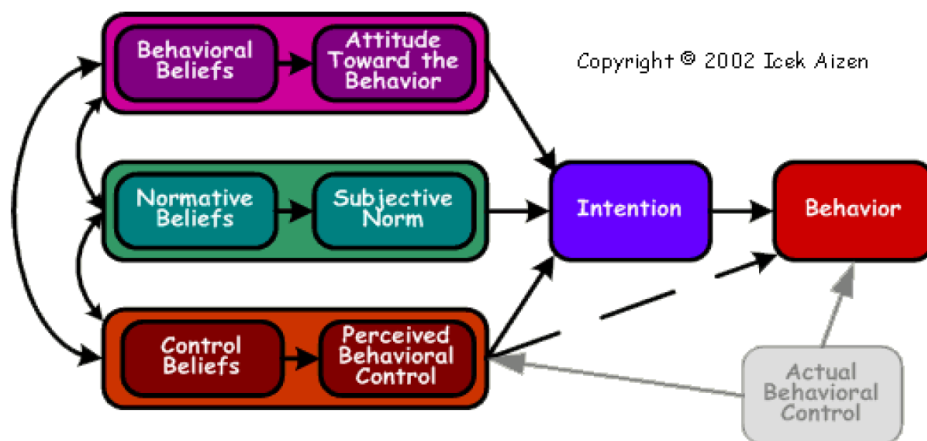 Behavioral
Beliefs
Attitude
Toward the
Behavior
Copyright © 2002 Icek Aizen
Normative
Beliefs
Subjective
Norm
Intention
Behavior
Control
Beliefs
Perceived
Behavioral
Control
Actual
Behavioral
Control